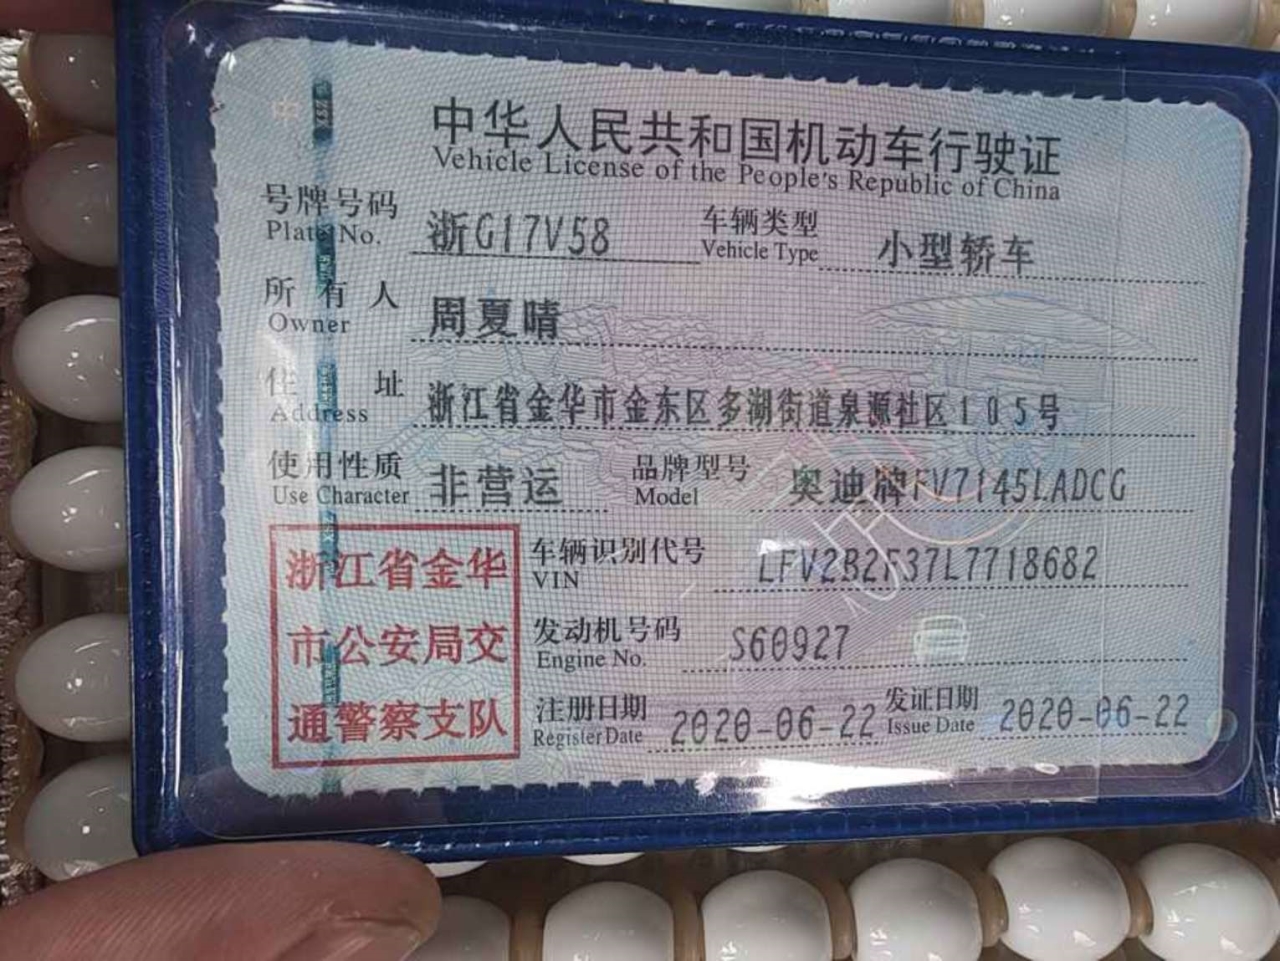 中华人民共和国机动车行驶证
Vehicle License of the People's Republic of China
号牌号码 浙G17V58 车辆类型 小型轿车
Plate No. Vehicle Type
所有人 周夏晴
Owner
住址 浙江省金华市金东区多湖街道泉源社区105号
Address
使用性质 非营运 品牌型号 奥迪牌FV7145LADCG
Use Character Model
浙江省金华
市公安局交
通警察支队
车辆识别代号 LFV2B2F37L7718682
VIN
发动机号码 S60927
Engine No.
注册日期 2020-06-22 发证日期 2020-06-22
Register Date Issue Date